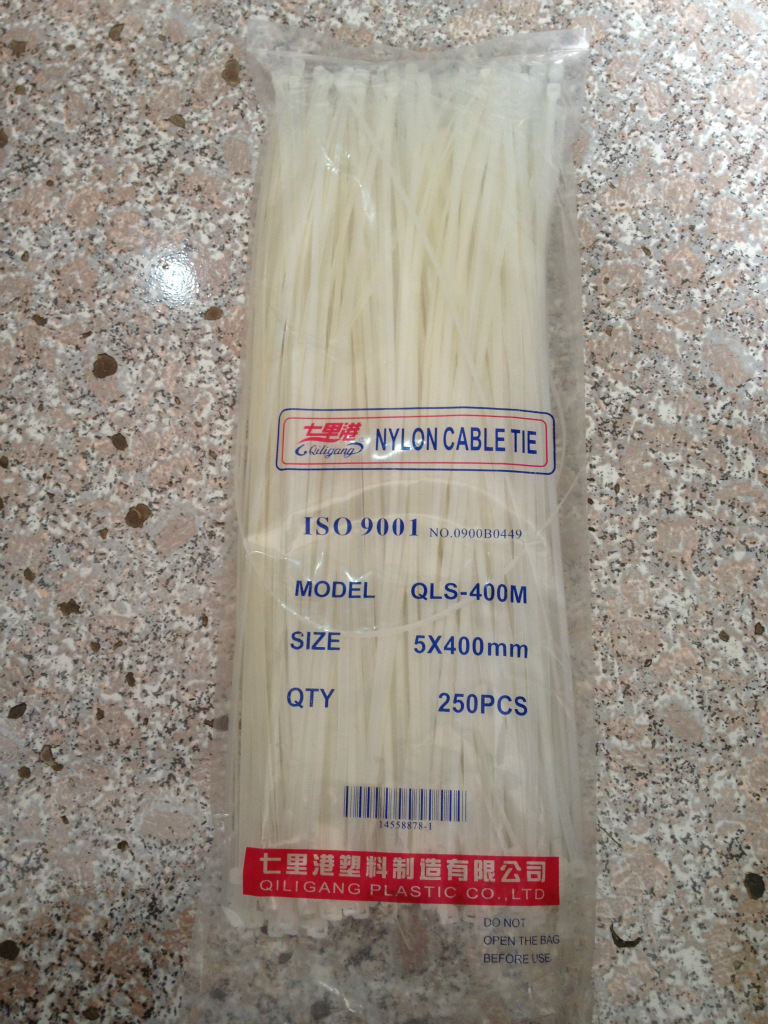 七里港
Qiligang
NYLON CABLE TIE
ISO 9001 NO.0900B0449
MODEL QLS-400M
SIZE 5X400mm
QTY 250PCS
14558878-1
七里港塑料制造有限公司
QILIGANG PLASTIC CO.,LTD
DO NOT
OPEN THE BAG
BEFORE USE